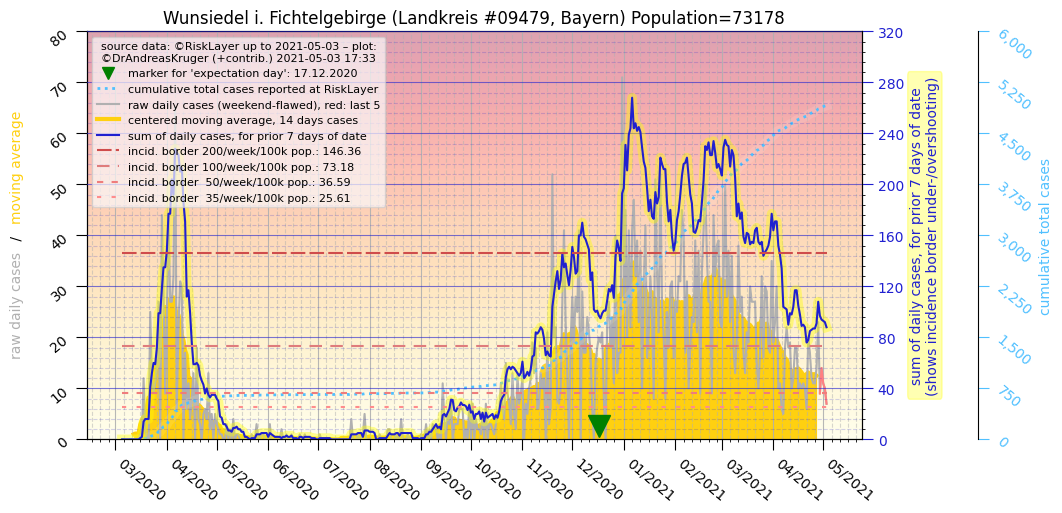 Wunsiedel i. Fichtelgebirge (Landkreis #09479, Bayern) Population=73178
source data: ©RiskLayer up to 2021-05-03 – plot:
©DrAndreasKruger (+contrib.) 2021-05-03 17:33
marker for 'expectation day': 17.12.2020
cumulative total cases reported at RiskLayer
raw daily cases (weekend-flawed), red: last 5
centered moving average, 14 days cases
sum of daily cases, for prior 7 days of date
incid. border 200/week/100k pop.: 146.36
incid. border 100/week/100k pop.: 73.18
incid. border  50/week/100k pop.: 36.59
incid. border  35/week/100k pop.: 25.61
raw daily cases / moving average
80
70
60
50
40
30
20
10
0
320
280
240
200
160
120
80
40
0
sum of daily cases, for prior 7 days of date
(shows incidence border under-/overshooting)
6,000
5,250
4,500
3,750
3,000
2,250
1,500
750
0
cumulative total cases
03/2020
04/2020
05/2020
06/2020
07/2020
08/2020
09/2020
10/2020
11/2020
12/2020
01/2021
02/2021
03/2021
04/2021
05/2021